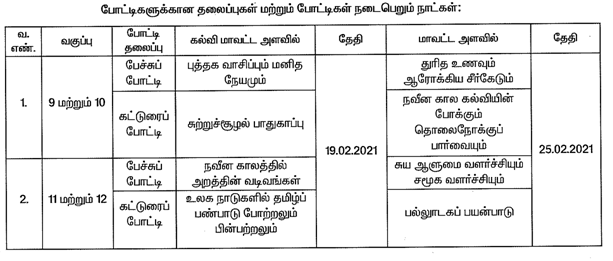 போட்டிகளுக்கான தலைப்புகள் மற்றும் போட்டிகள் நடைபெறும் நாட்கள்:
வ. எண். வகுப்பு போட்டி தலைப்பு கல்வி மாவட்ட அளவில் தேதி மாவட்ட அளவில் தேதி
1. 9 மற்றும் 10
பேச்சுப் போட்டி
புத்தக வாசிப்பும் மனித
நேயமும்
துரித உணவும்
ஆரோக்கிய சீர்கேடும்
கட்டுரைப் போட்டி
சுற்றுச்சூழல் பாதுகாப்பு
நவீன கால கல்வியின்
போக்கும்
தொலைநோக்குப்
பார்வையும்
19.02.2021
25.02.2021
2. 11 மற்றும் 12
பேச்சுப் போட்டி
நவீன காலத்தில்
அறத்தின் வடிவங்கள்
சுய ஆளுமை வளர்ச்சியும்
சமூக வளர்ச்சியும்
கட்டுரைப் போட்டி
உலக நாடுகளில் தமிழ்ப்
பண்பாடு போற்றலும்
பின்பற்றலும்
பல்லூடகப் பயன்பாடு